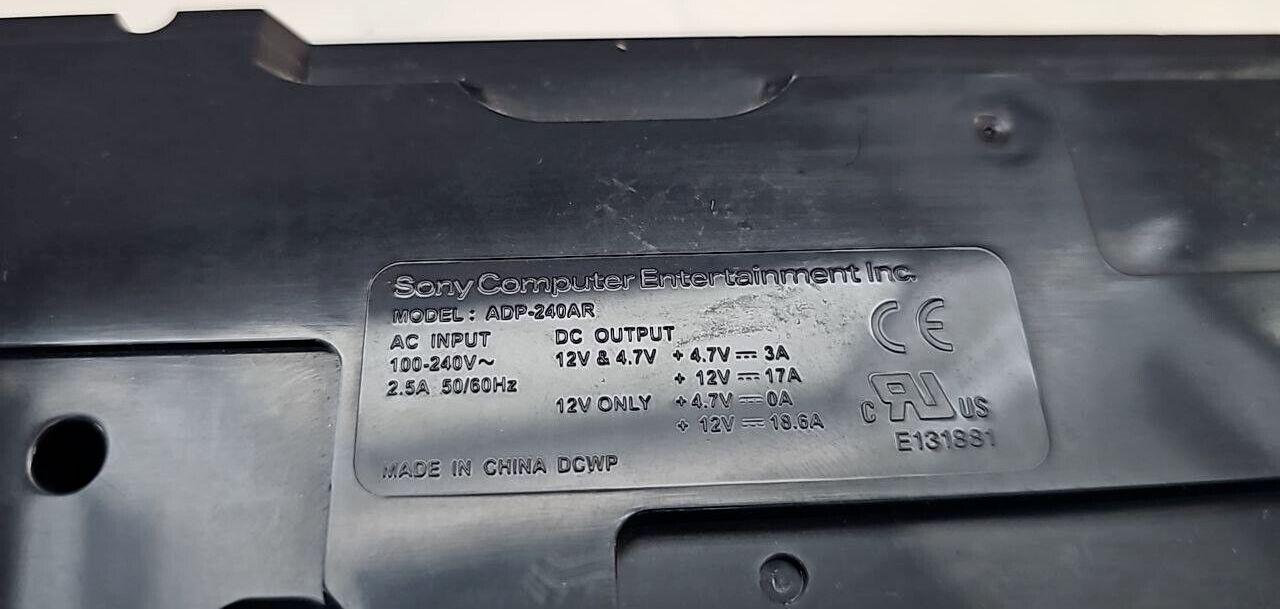 Sony Computer Entertainment Inc.
MODEL : ADP-240AR
AC INPUT
100-240V~
2.5A 50/60Hz
DC OUTPUT
12V & 4.7V + 4.7V ⎓ 3A
+ 12V ⎓ 17A
12V ONLY + 4.7V ⎓ 0A
+ 12V ⎓ 18.6A
MADE IN CHINA DCWP
CE
C RU US
E131881